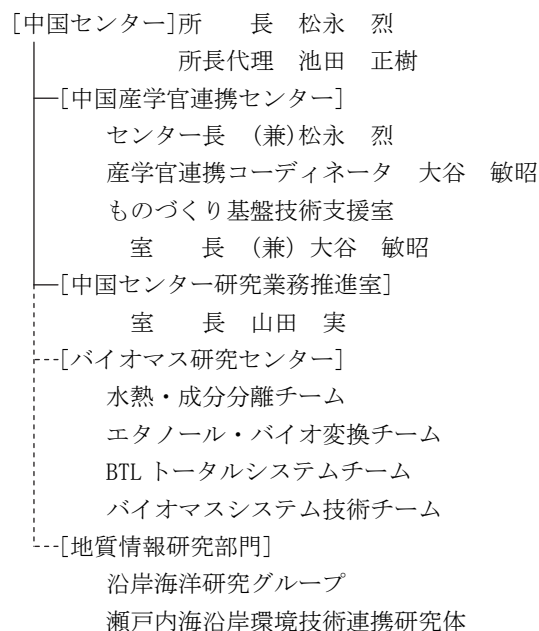 [中国センター]所　　長　松永　烈
所長代理　池田　正樹
[中国産学官連携センター]
センター長　(兼)松永　烈
産学官連携コーディネータ　大谷　敏昭
ものづくり基盤技術支援室
室　　長　(兼) 大谷　敏昭
[中国センター研究業務推進室]
室　　長　山田　実
[バイオマス研究センター]
水熱・成分分離チーム
エタノール・バイオ変換チーム
BTL トータルシステムチーム
バイオマスシステム技術チーム
[地質情報研究部門]
沿岸海洋研究グループ
瀬戸内海沿岸環境技術連携研究体